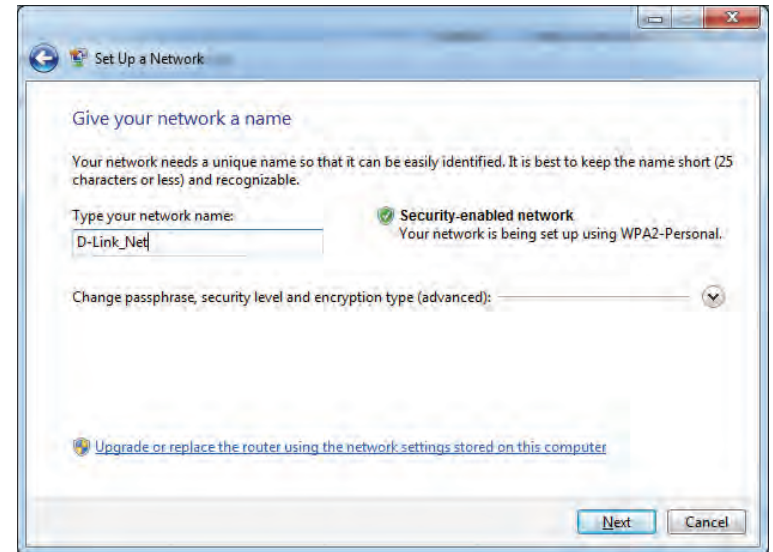 Set Up a Network
Give your network a name
Your network needs a unique name so that it can be easily identified. It is best to keep the name short (25
characters or less) and recognizable.
Type your network name:
D-Link_Net
Security-enabled network
Your network is being set up using WPA2-Personal.
Change passphrase, security level and encryption type (advanced):
Upgrade or replace the router using the network settings stored on this computer
Next Cancel